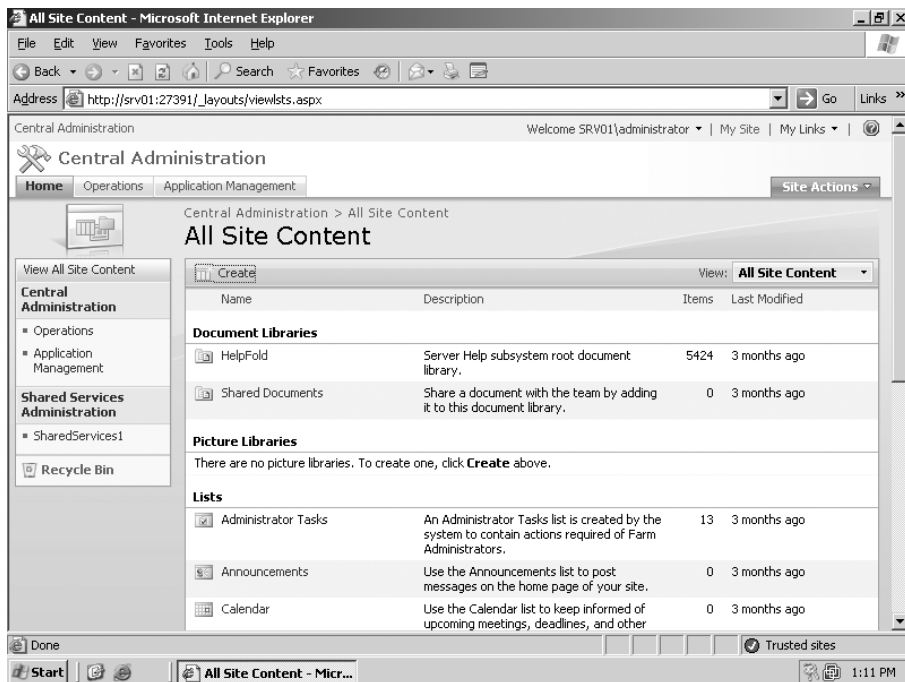 All Site Content - Microsoft Internet Explorer
File Edit View Favorites Tools Help
Back Search Favorites
Address http://srv01:27391/_layouts/viewlsts.aspx Go Links »
Central Administration Welcome SRV01\administrator | My Site | My Links |
Central Administration
Home Operations Application Management Site Actions
Central Administration > All Site Content
All Site Content
View All Site Content
Central Administration
Operations
Application Management
Shared Services Administration
SharedServices1
Recycle Bin
Create View: All Site Content
Name Description Items Last Modified
Document Libraries
HelpFold Server Help subsystem root document 5424 3 months ago
library.
Shared Documents Share a document with the team by adding 0 3 months ago
it to this document library.
Picture Libraries
There are no picture libraries. To create one, click Create above.
Lists
Administrator Tasks An Administrator Tasks list is created by the 13 3 months ago
system to contain actions required of Farm
Administrators.
Announcements Use the Announcements list to post 0 3 months ago
messages on the home page of your site.
Calendar Use the Calendar list to keep informed of 0 3 months ago
upcoming meetings, deadlines, and other
Done Trusted sites
Start All Site Content - Micr... 1:11 PM